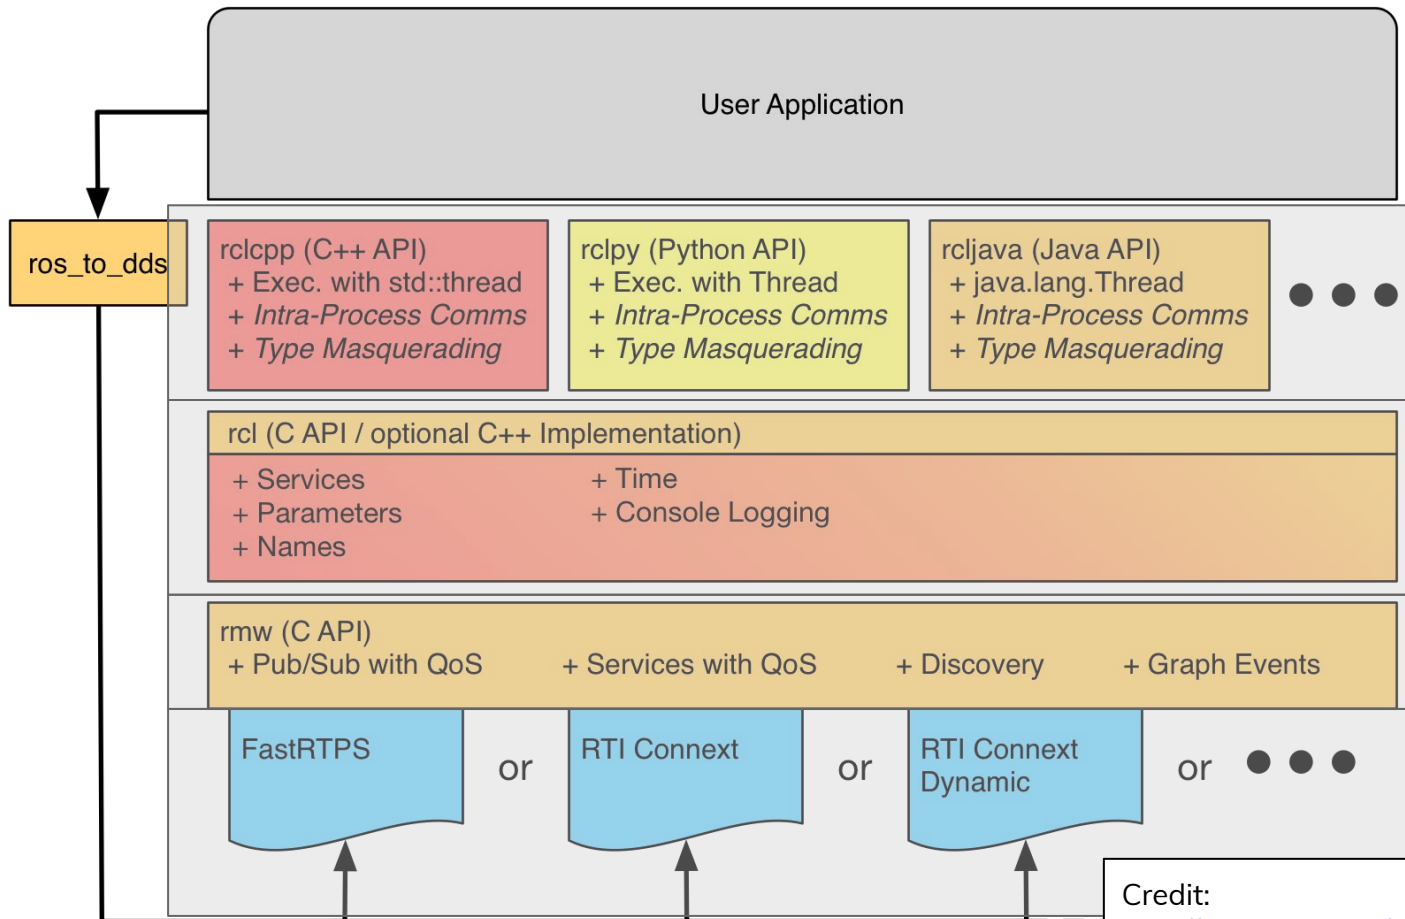 User Application
ros_to_dds
rclcpp (C++ API)
+ Exec. with std::thread
+ Intra-Process Comms
+ Type Masquerading
rclpy (Python API)
+ Exec. with Thread
+ Intra-Process Comms
+ Type Masquerading
rcljava (Java API)
+ java.lang.Thread
+ Intra-Process Comms
+ Type Masquerading
rcl (C API / optional C++ Implementation)
+ Services
+ Parameters
+ Names
+ Time
+ Console Logging
rmw (C API)
+ Pub/Sub with QoS
+ Services with QoS
+ Discovery
+ Graph Events
FastRTPS
or
RTI Connext
or
RTI Connext
Dynamic
or
Credit: